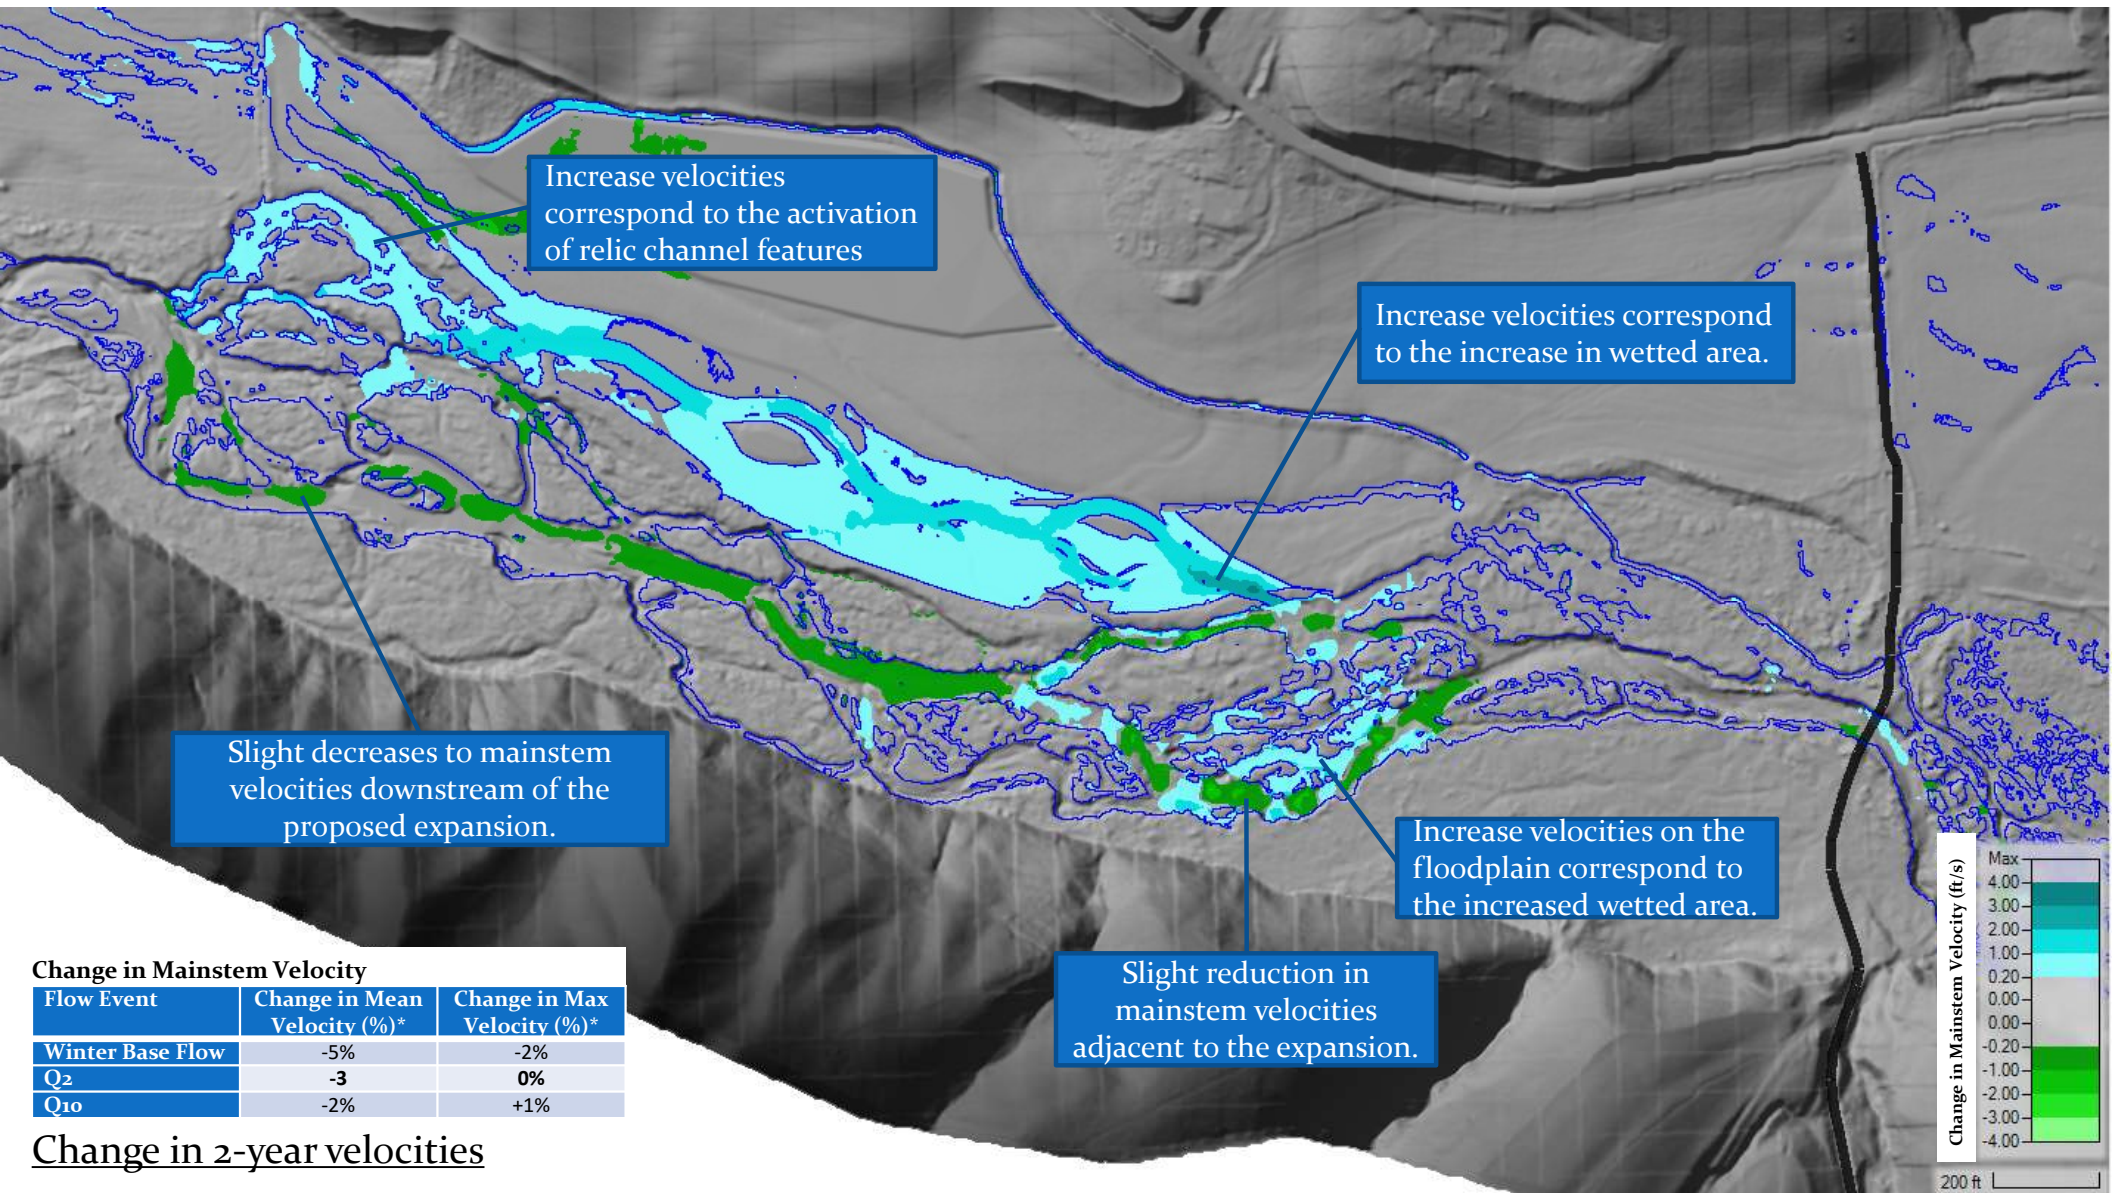 Increase velocities
correspond to the activation
of relic channel features
Increase velocities correspond
to the increase in wetted area.
Slight decreases to mainstem
velocities downstream of the
proposed expansion.
Increase velocities on the
floodplain correspond to
the increased wetted area.
Slight reduction in
mainstem velocities
adjacent to the expansion.
Change in Mainstem Velocity
Flow Event Change in Mean Velocity (%)* Change in Max Velocity (%)*
Winter Base Flow -5% -2%
Q2 -3 0%
Q10 -2% +1%
Change in 2-year velocities
Change in Mainstem Velocity (ft/s)
Max
4.00
3.00
2.00
1.00
0.20
0.00
0.00
-0.20
-1.00
-2.00
-3.00
-4.00
200 ft